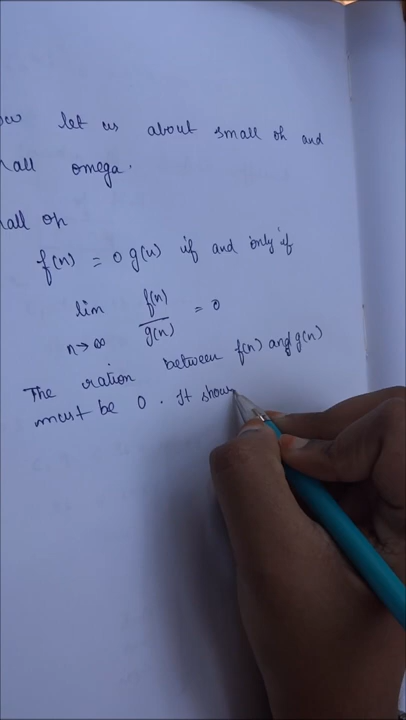 let us about small oh and
omega.
oh
f(n) = o g(n) if and only if
lim f(n)/g(n) = 0
n→∞
The ration between f(n) and g(n)
must be 0. It show